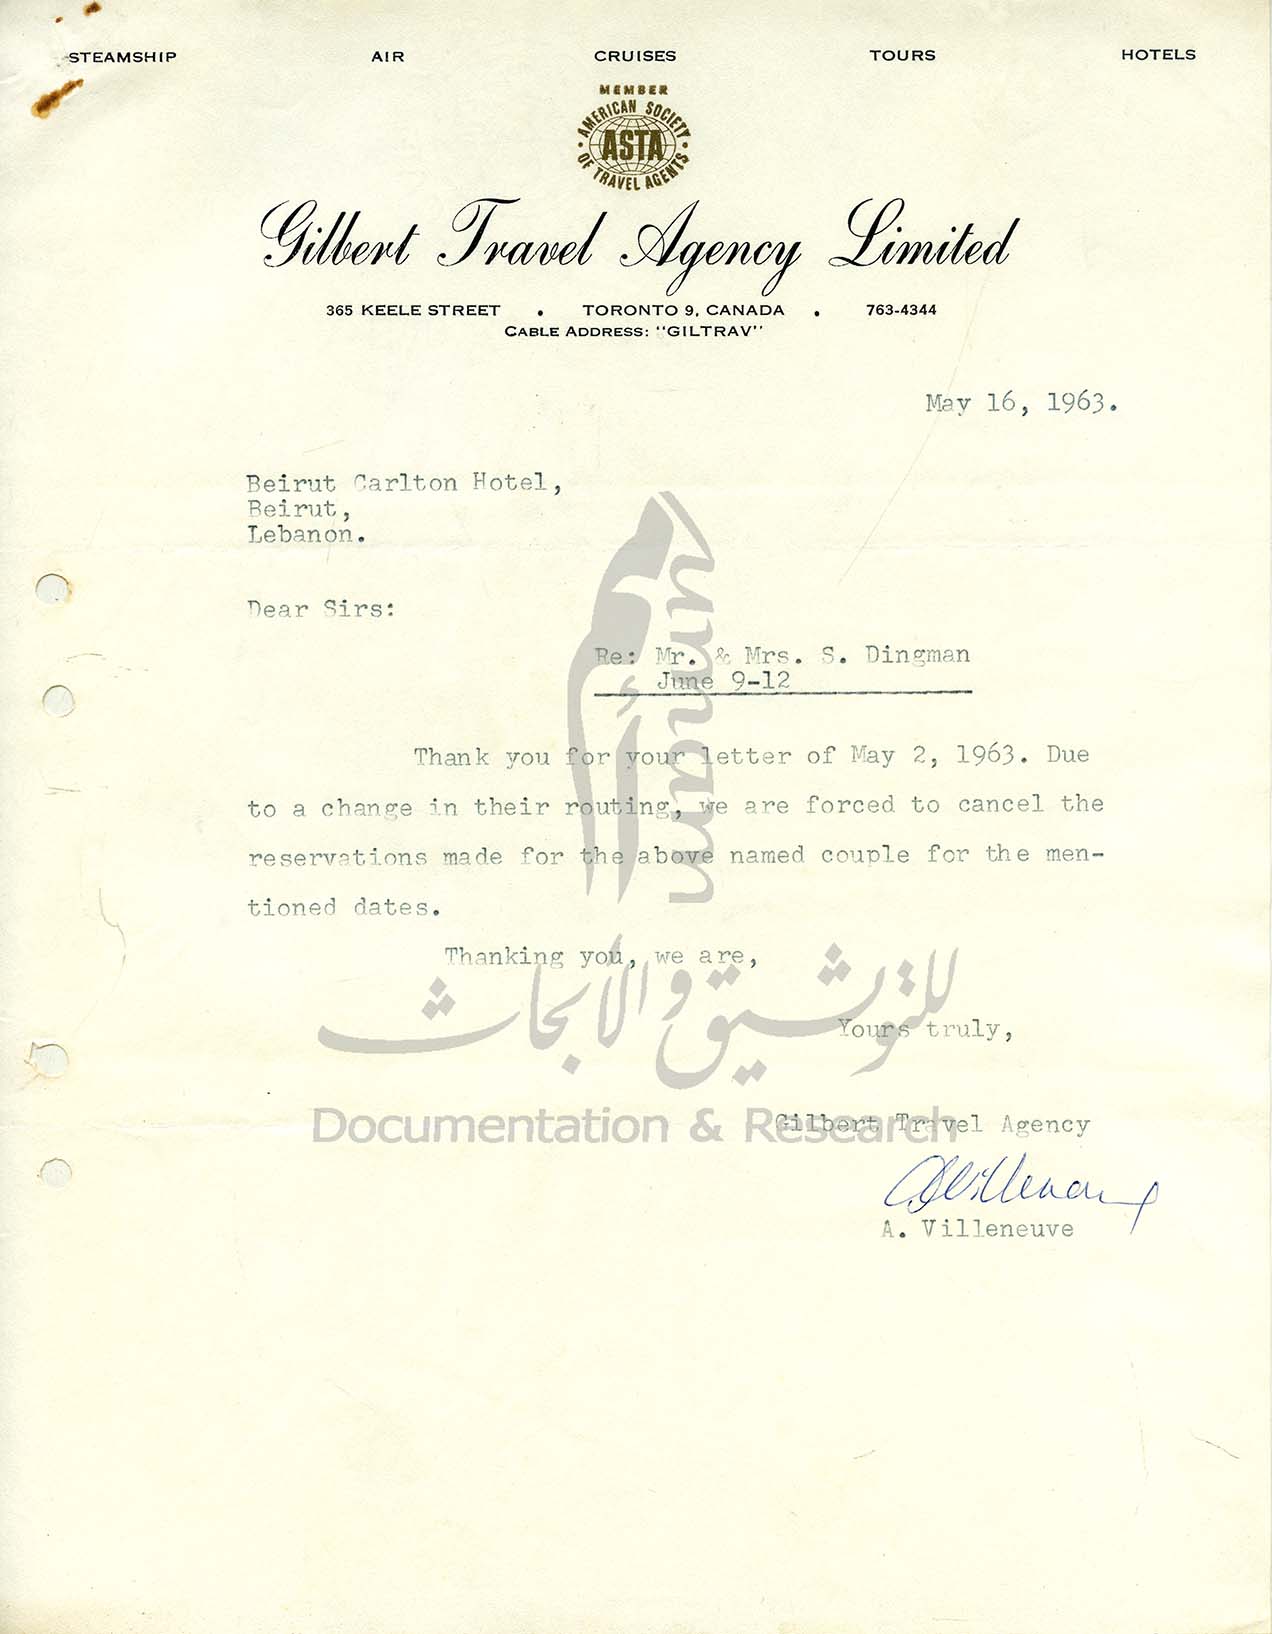 STEAMSHIP AIR CRUISES TOURS HOTELS
MEMBER
AMERICAN SOCIETY
ASTA
OF TRAVEL AGENTS
Gilbert Travel Agency Limited
365 KEELE STREET . TORONTO 9, CANADA . 763-4344
CABLE ADDRESS: "GILTRAV"
May 16, 1963.
Beirut Carlton Hotel,
Beirut,
Lebanon.
Dear Sirs:
Re: Mr. & Mrs. S. Dingman
June 9-12
Thank you for your letter of May 2, 1963. Due
to a change in their routing, we are forced to cancel the
reservations made for the above named couple for the men-
tioned dates.
Thanking you, we are,
Yours truly,
Gilbert Travel Agency
A. Villeneuve
A. Villeneuve
أمم
umam
للتوثيق والأبحاث
Documentation & Research